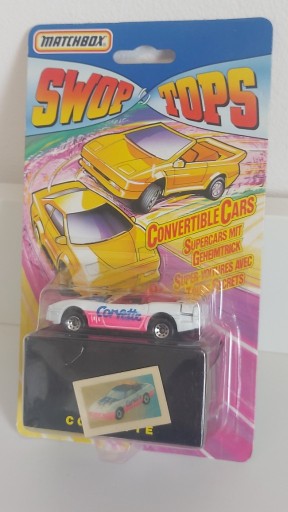 MATCHBOX
SWOP TOPS
CONVERTIBLE CARS
SUPERCARS MIT
GEHEIMTRICK
Corvette